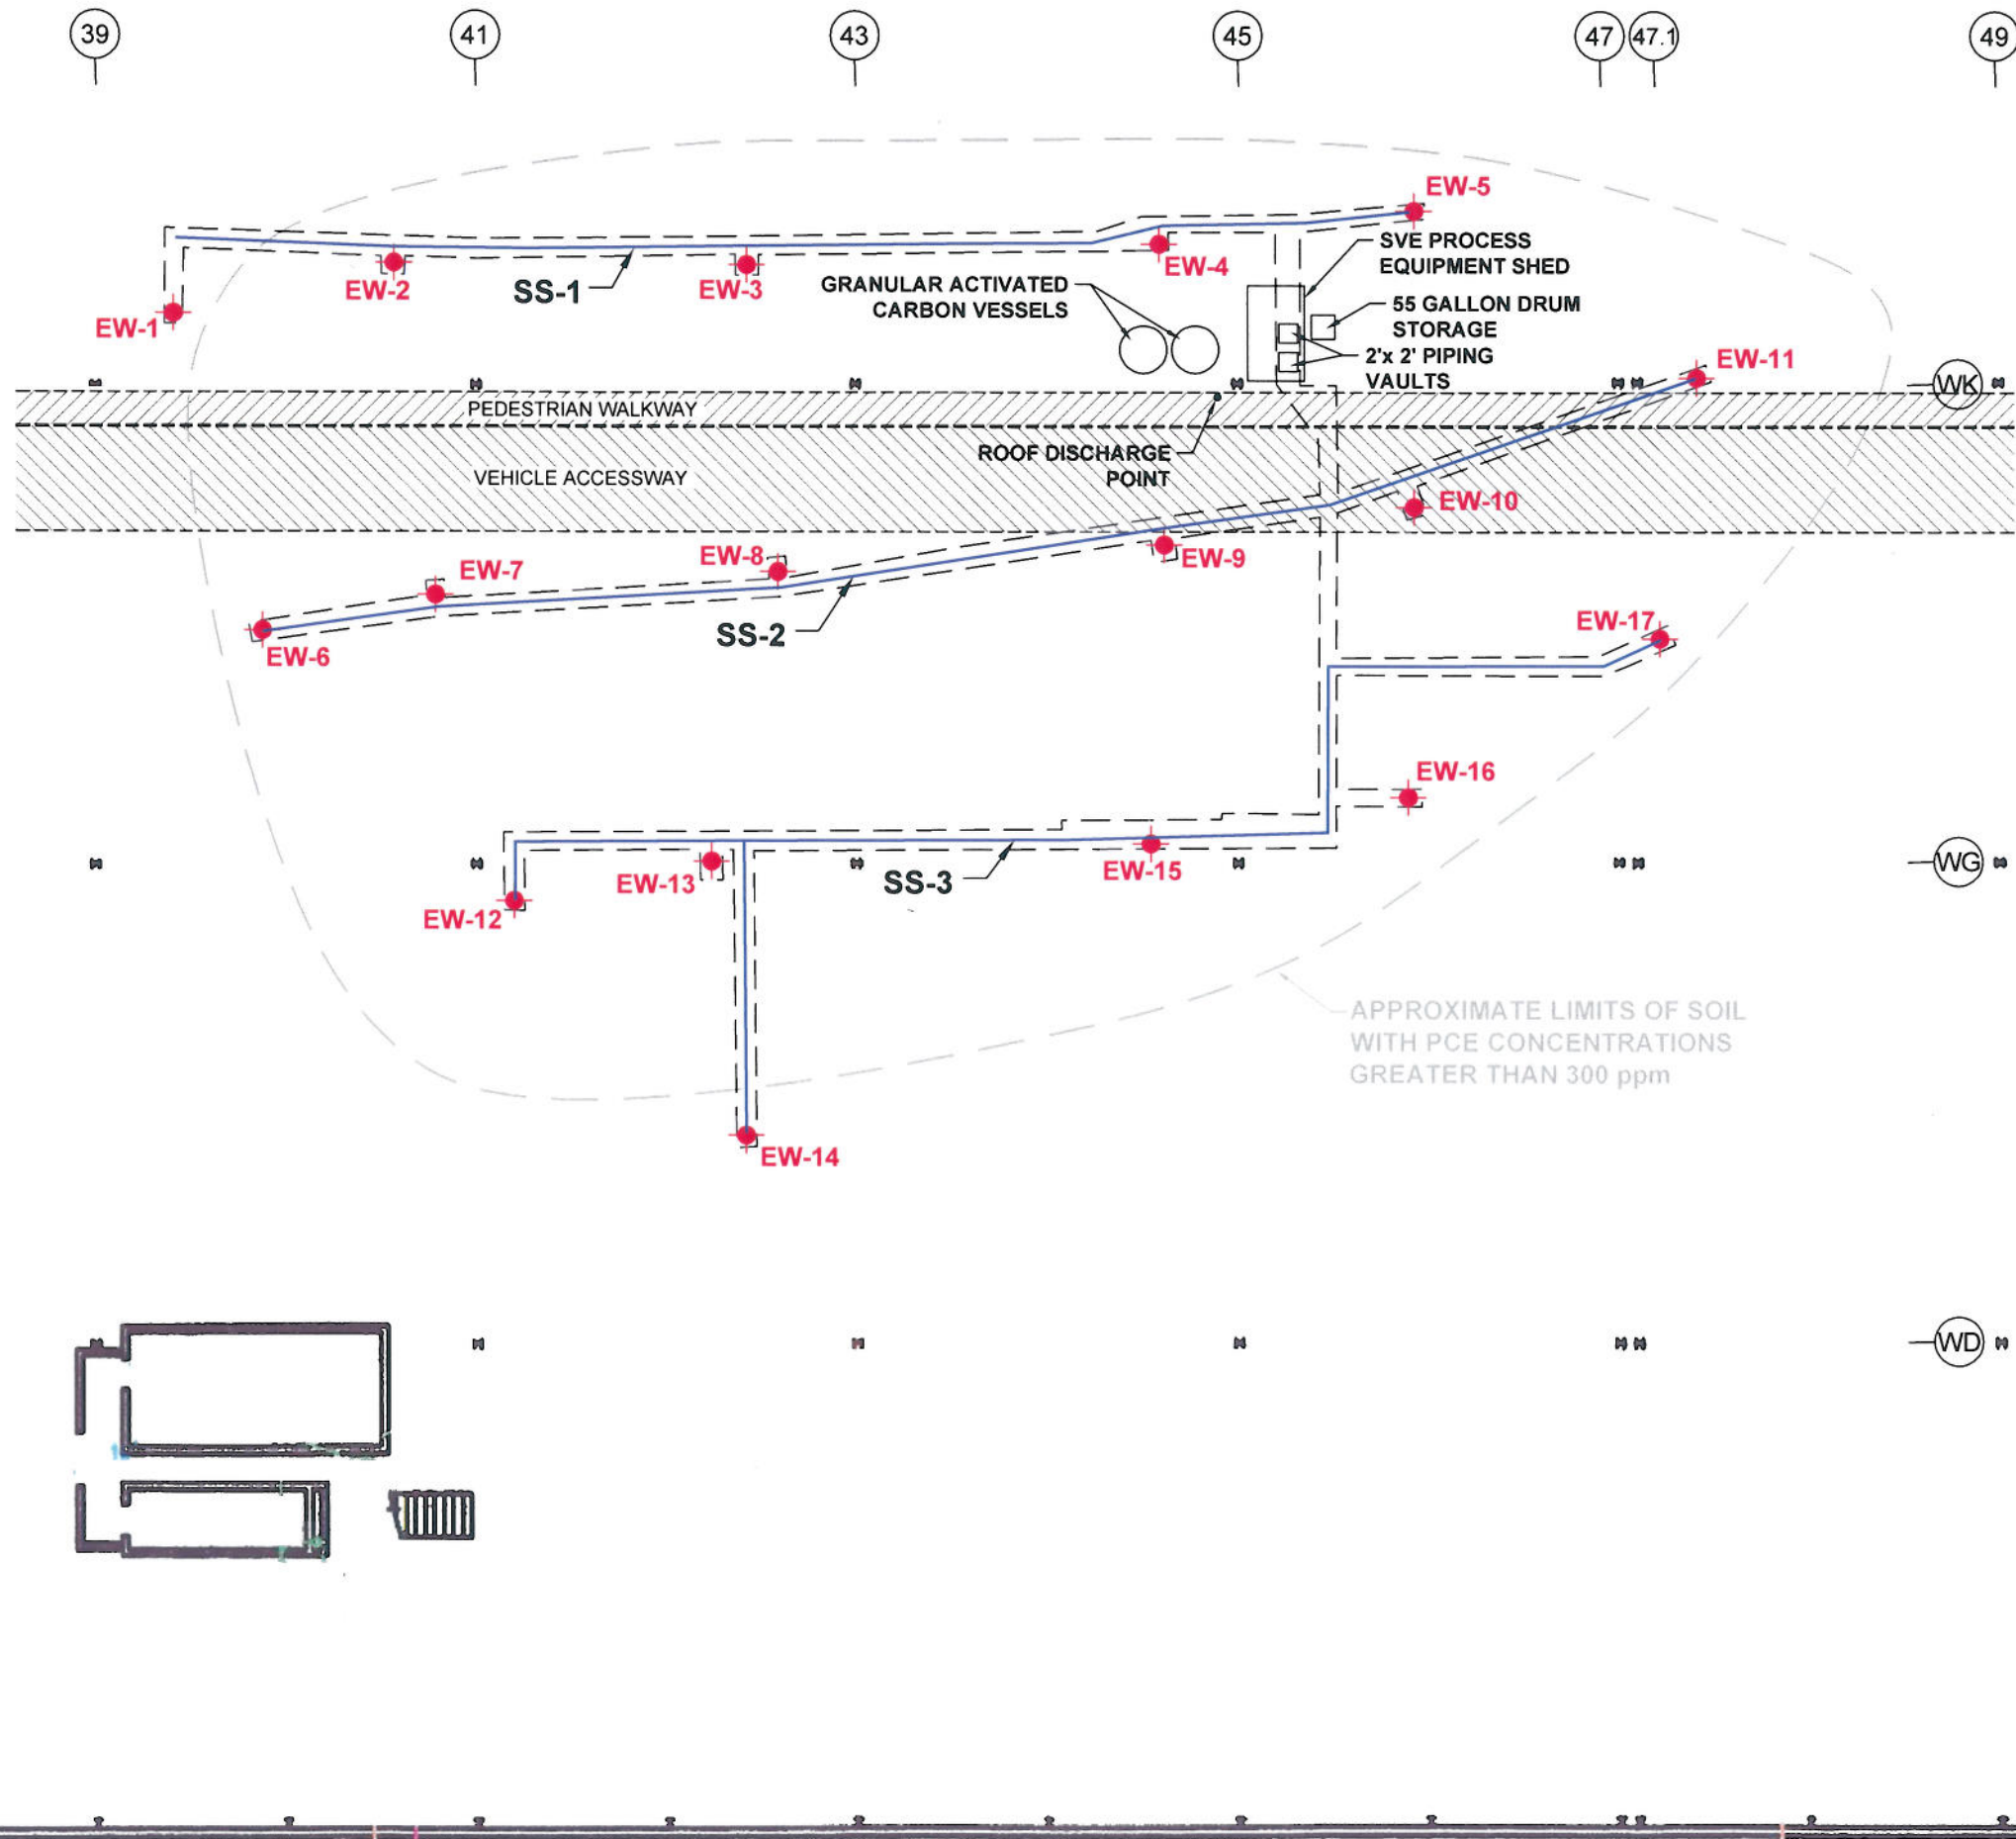 39
41
43
45
47
47.1
49
EW-5
SVE PROCESS
EQUIPMENT SHED
EW-4
EW-2
SS-1
EW-3
GRANULAR ACTIVATED
CARBON VESSELS
55 GALLON DRUM
STORAGE
EW-1
2'x 2' PIPING
VAULTS
EW-11
WK
PEDESTRIAN WALKWAY
ROOF DISCHARGE
POINT
VEHICLE ACCESSWAY
EW-10
EW-8
EW-9
EW-7
EW-17
SS-2
EW-6
EW-16
WG
EW-13
SS-3
EW-15
EW-12
APPROXIMATE LIMITS OF SOIL
WITH PCE CONCENTRATIONS
GREATER THAN 300 ppm
EW-14
WD